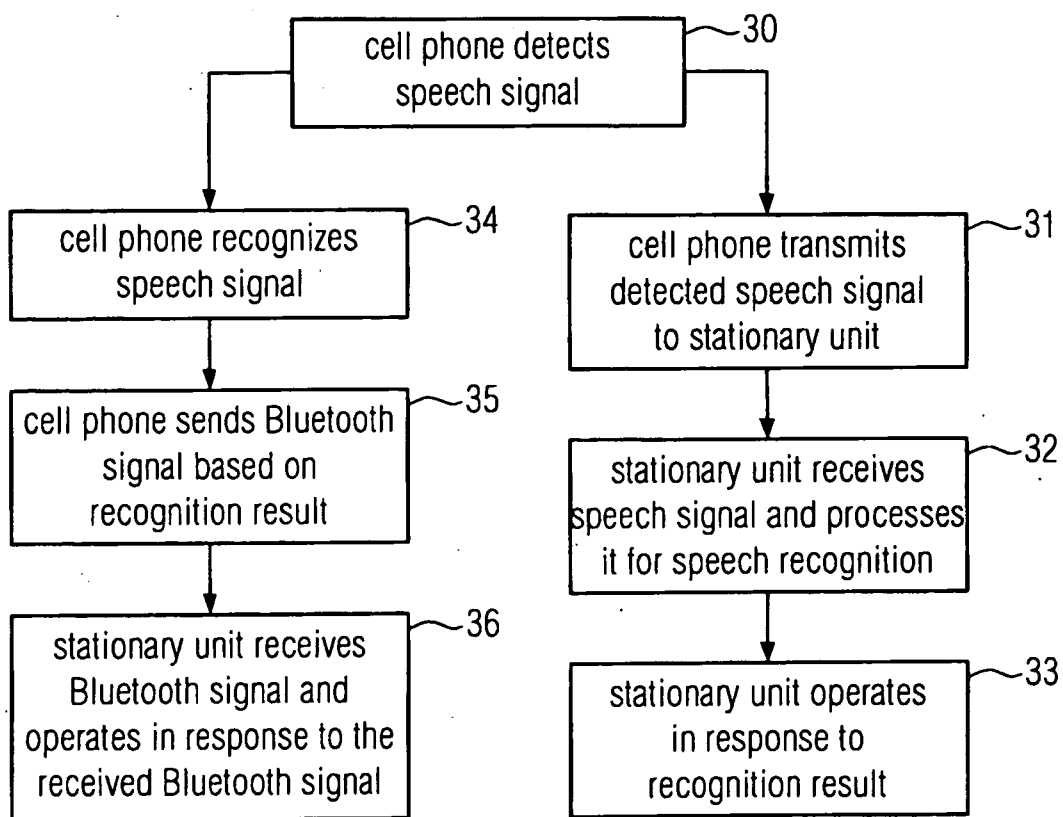 cell phone detects
speech signal
30
cell phone recognizes
speech signal
34
cell phone sends Bluetooth
signal based on
recognition result
35
stationary unit receives
Bluetooth signal and
operates in response to the
received Bluetooth signal
36
cell phone transmits
detected speech signal
to stationary unit
31
stationary unit receives
speech signal and processes
it for speech recognition
32
stationary unit operates
in response to
recognition result
33